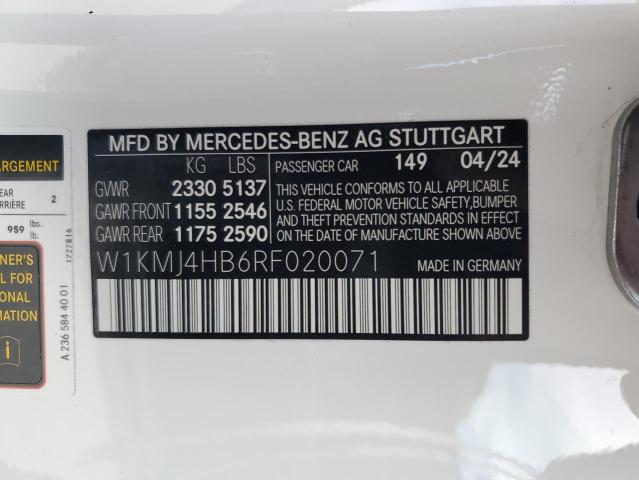 ARGEMENT
EAR
ARRIÈRE 2
959 lbs.
lb.
NER'S
L FOR
ONAL
MATION
i
1727816
A 236 584 40 01
MFD BY MERCEDES-BENZ AG STUTTGART
KG LBS
GVWR 2330 5137
GAWR FRONT 1155 2546
GAWR REAR 1175 2590
PASSENGER CAR 149 04/24
THIS VEHICLE CONFORMS TO ALL APPLICABLE
U.S. FEDERAL MOTOR VEHICLE SAFETY,BUMPER
AND THEFT PREVENTION STANDARDS IN EFFECT
ON THE DATE OF MANUFACTURE SHOWN ABOVE.
W1KMJ4HB6RF020071 MADE IN GERMANY